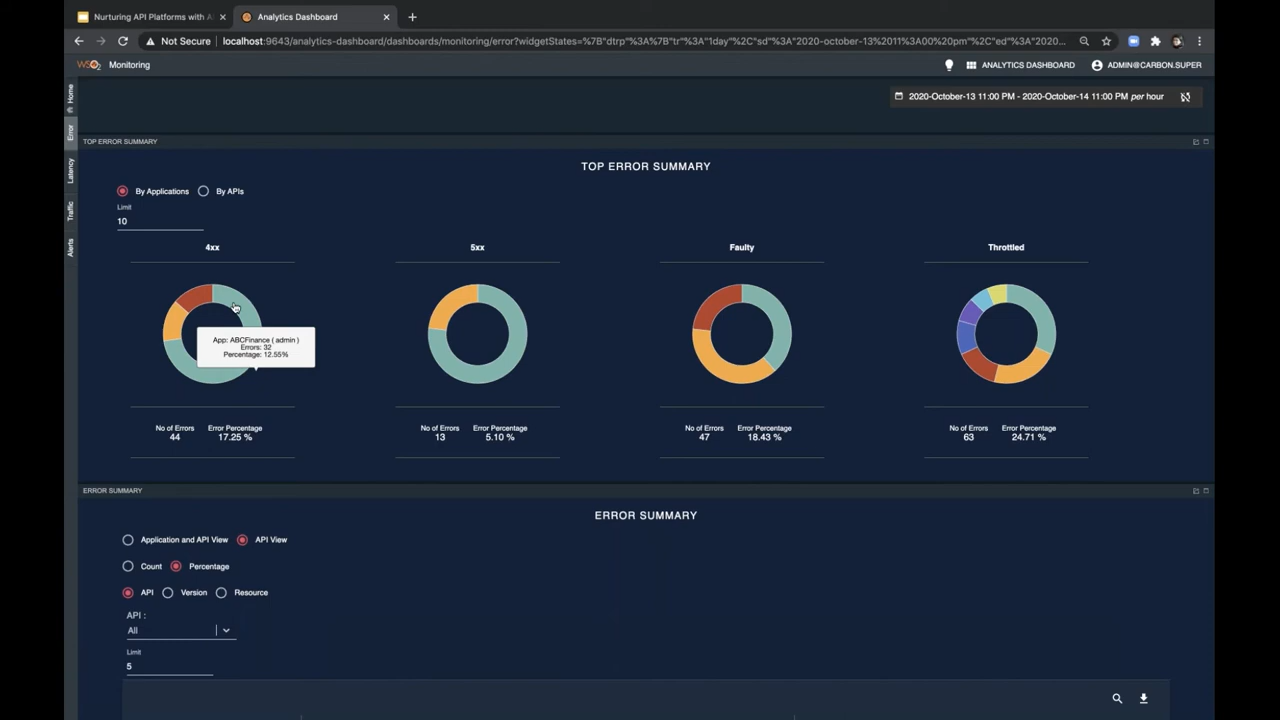 Nurturing API Platforms with A
Analytics Dashboard
Not Secure
localhost:9643/analytics-dashboard/dashboards/monitoring/error?widgetStates=%7B"dtrp"%3A%7B"tr"%3A"1day"%2C"sd"%3A"2020-october-13%2011%3A00%20pm"%2C"ed"%3A"2020...
WSO2 Monitoring
ANALYTICS DASHBOARD
ADMIN@CARBON.SUPER
Home
Error
Latency
Traffic
Alerts
2020-October-13 11:00 PM - 2020-October-14 11:00 PM per hour
TOP ERROR SUMMARY
TOP ERROR SUMMARY
By Applications By APIs
Limit
10
4xx 5xx Faulty Throttled
App: ABCFinance ( admin )
Errors: 32
Percentage: 12.55%
No of Errors Error Percentage No of Errors Error Percentage No of Errors Error Percentage No of Errors Error Percentage
44 17.25 % 13 5.10 % 47 18.43 % 63 24.71 %
ERROR SUMMARY
ERROR SUMMARY
Application and API View API View
Count Percentage
API Version Resource
API :
All
Limit
5